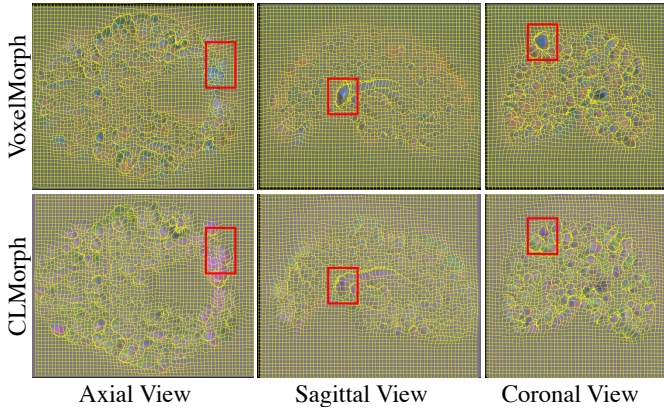 VoxelMorph
CLMorph
Axial View
Sagittal View
Coronal View